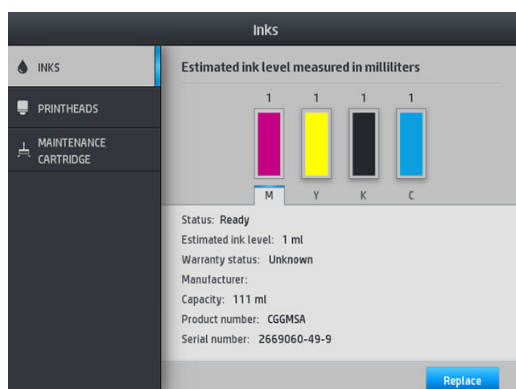 Inks
INKS
PRINTHEADS
MAINTENANCE
CARTRIDGE
Estimated ink level measured in milliliters
1 1 1 1
M Y K C
Status: Ready
Estimated ink level: 1 ml
Warranty status: Unknown
Manufacturer:
Capacity: 111 ml
Product number: CGGMSA
Serial number: 2669060-49-9
Replace